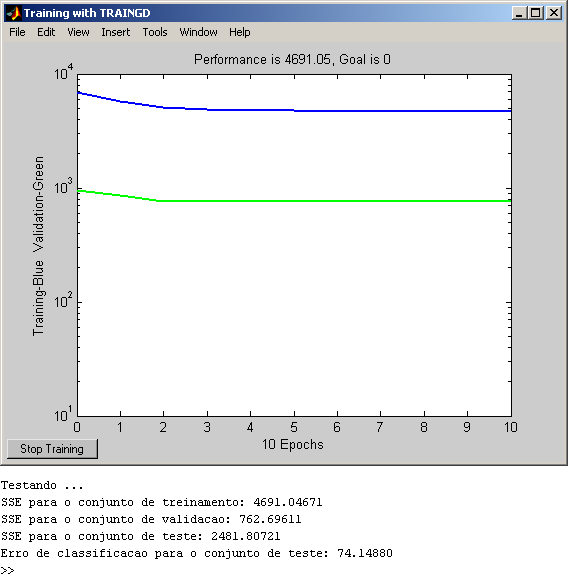 Training with TRAINGD
File Edit View Insert Tools Window Help
Performance is 4691.05, Goal is 0
10^4
10^3
10^2
10^1
Training-Blue Validation-Green
0 1 2 3 4 5 6 7 8 9 10
10 Epochs
Stop Training
Testando ...
SSE para o conjunto de treinamento: 4691.04671
SSE para o conjunto de validacao: 762.69611
SSE para o conjunto de teste: 2481.80721
Erro de classificacao para o conjunto de teste: 74.14880
>>